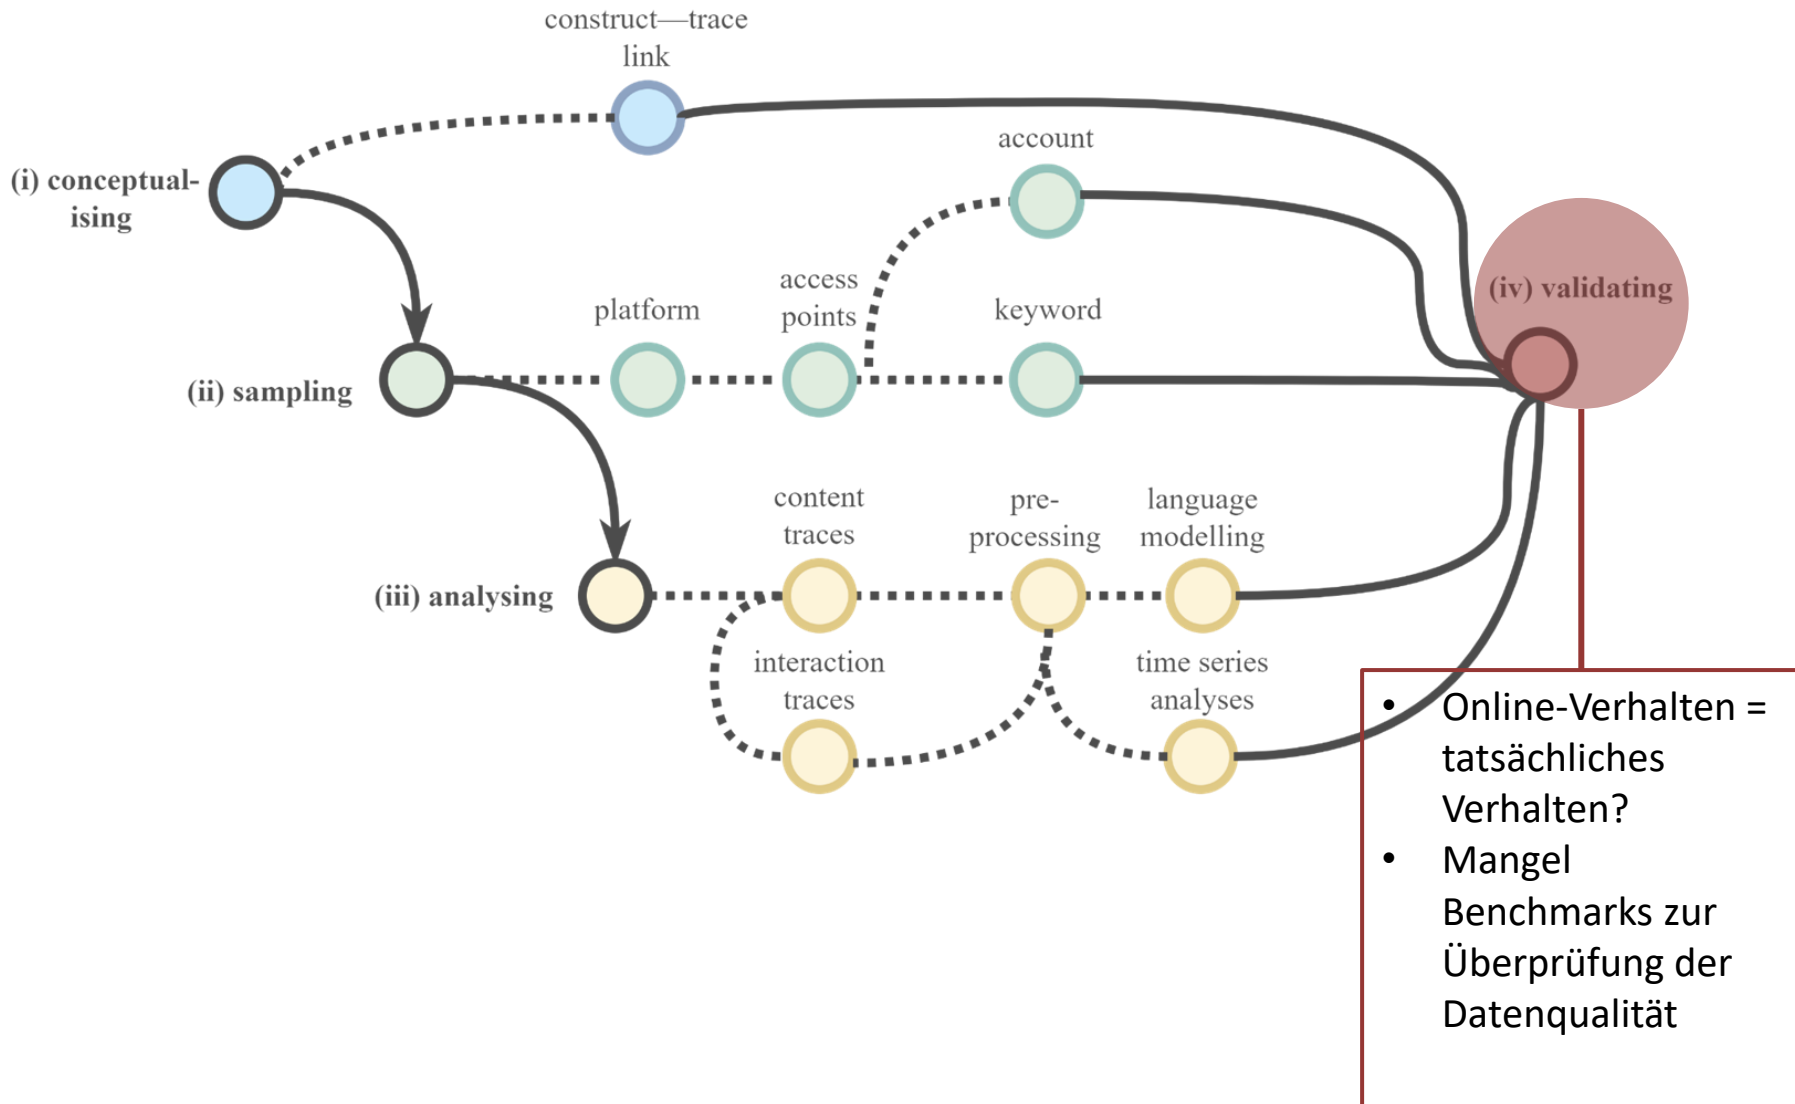 construct—trace
link
account
(i) conceptual-
ising
access
points
platform
keyword
(iv) validating
(ii) sampling
content
traces
pre-
processing
language
modelling
(iii) analysing
interaction
traces
time series
analyses
• Online-Verhalten =
tatsächliches
Verhalten?
• Mangel
Benchmarks zur
Überprüfung der
Datenqualität